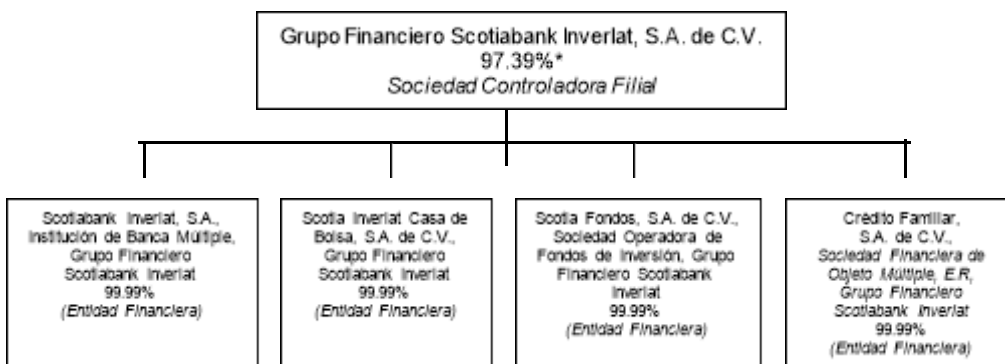 Grupo Financiero Scotiabank Inverlat, S.A. de C.V.
97.39%*
Sociedad Controladora Filial
Scotiabank Inverlat, S.A.,
Institución de Banca Múltiple,
Grupo Financiero
Scotiabank Inverlat
99.99%
(Entidad Financiera)
Scotia Inverlat Casa de
Bolsa, S.A. de C.V.,
Grupo Financiero
Scotiabank Inverlat
99.99%
(Entidad Financiera)
Scotia Fondos, S.A. de C.V.,
Sociedad Operadora de
Fondos de Inversión, Grupo
Financiero Scotiabank
Inverlat
99.99%
(Entidad Financiera)
Crédito Familiar,
S.A. de C.V.,
Sociedad Financiera de
Objeto Múltiple, E.R,
Grupo Financiero
Scotiabank Inverlat
99.99%
(Entidad Financiera)